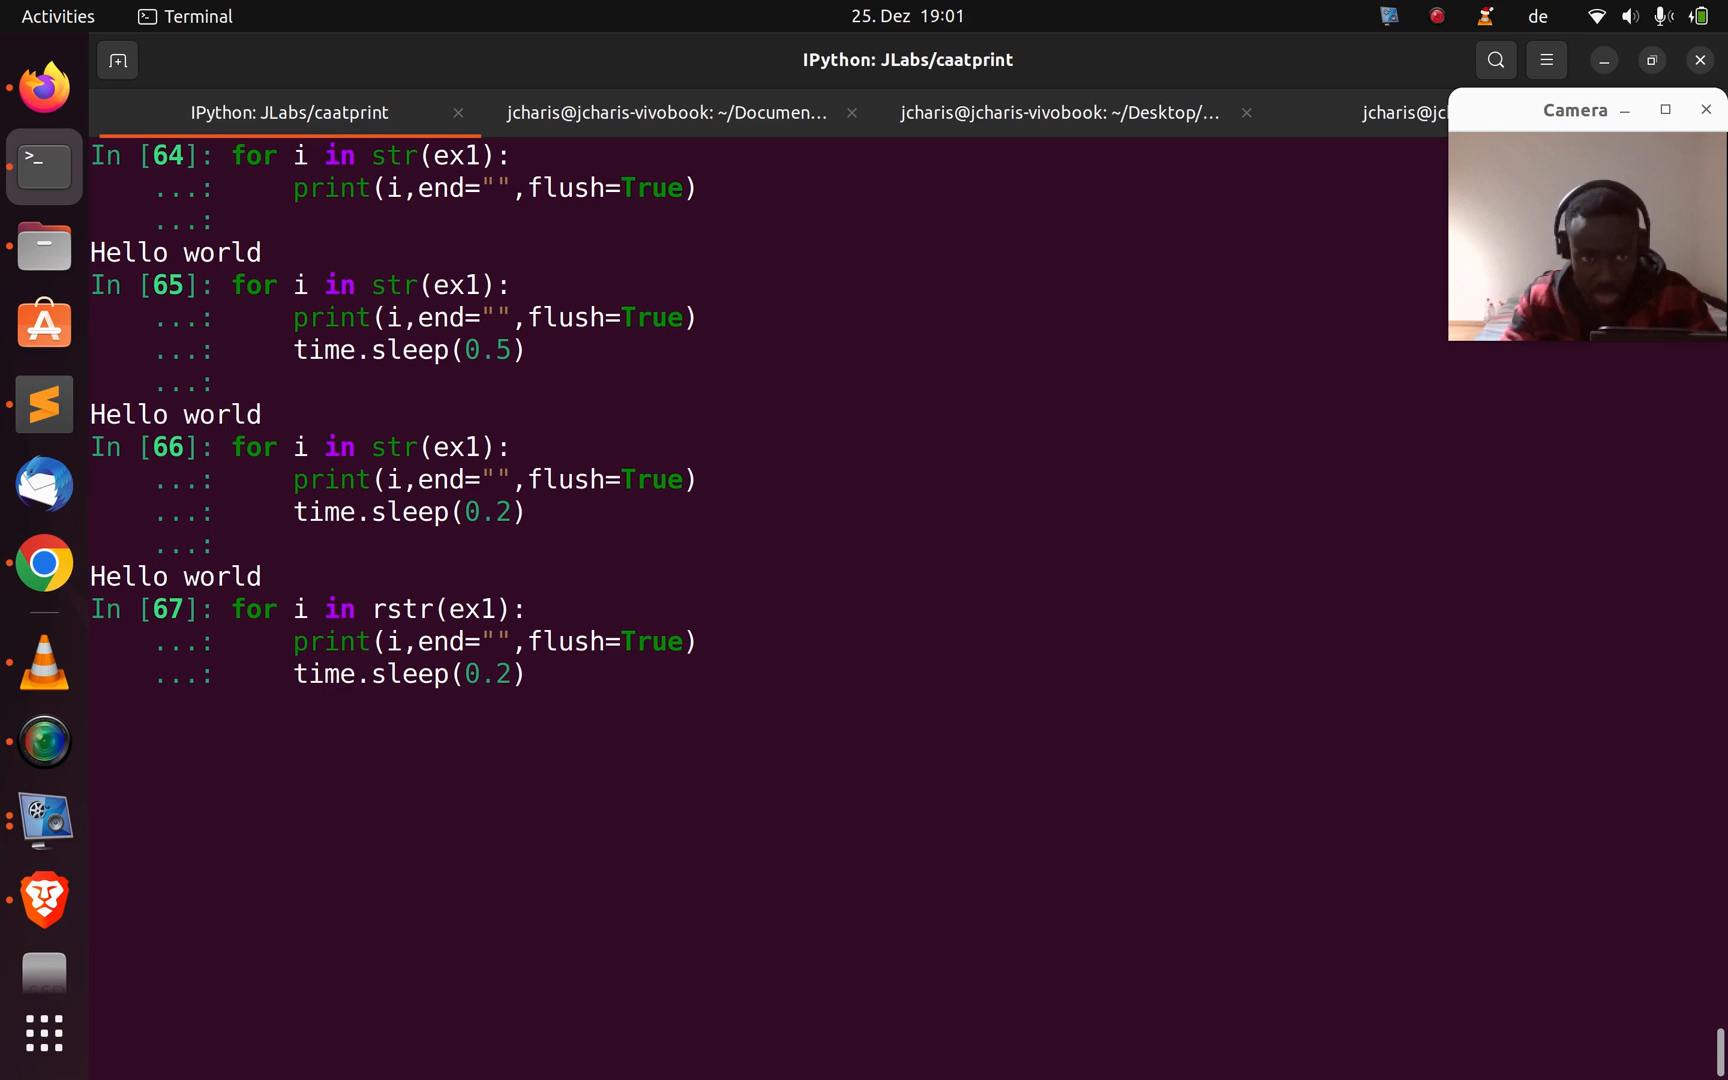 Activities
Terminal
25. Dez 19:01
de
IPython: JLabs/caatprint
IPython: JLabs/caatprint
jcharis@jcharis-vivobook: ~/Documen...
jcharis@jcharis-vivobook: ~/Desktop/...
jcharis@jc
Camera
In [64]: for i in str(ex1):
...:     print(i,end="",flush=True)
...:
Hello world
In [65]: for i in str(ex1):
...:     print(i,end="",flush=True)
...:     time.sleep(0.5)
...:
Hello world
In [66]: for i in str(ex1):
...:     print(i,end="",flush=True)
...:     time.sleep(0.2)
...:
Hello world
In [67]: for i in rstr(ex1):
...:     print(i,end="",flush=True)
...:     time.sleep(0.2)